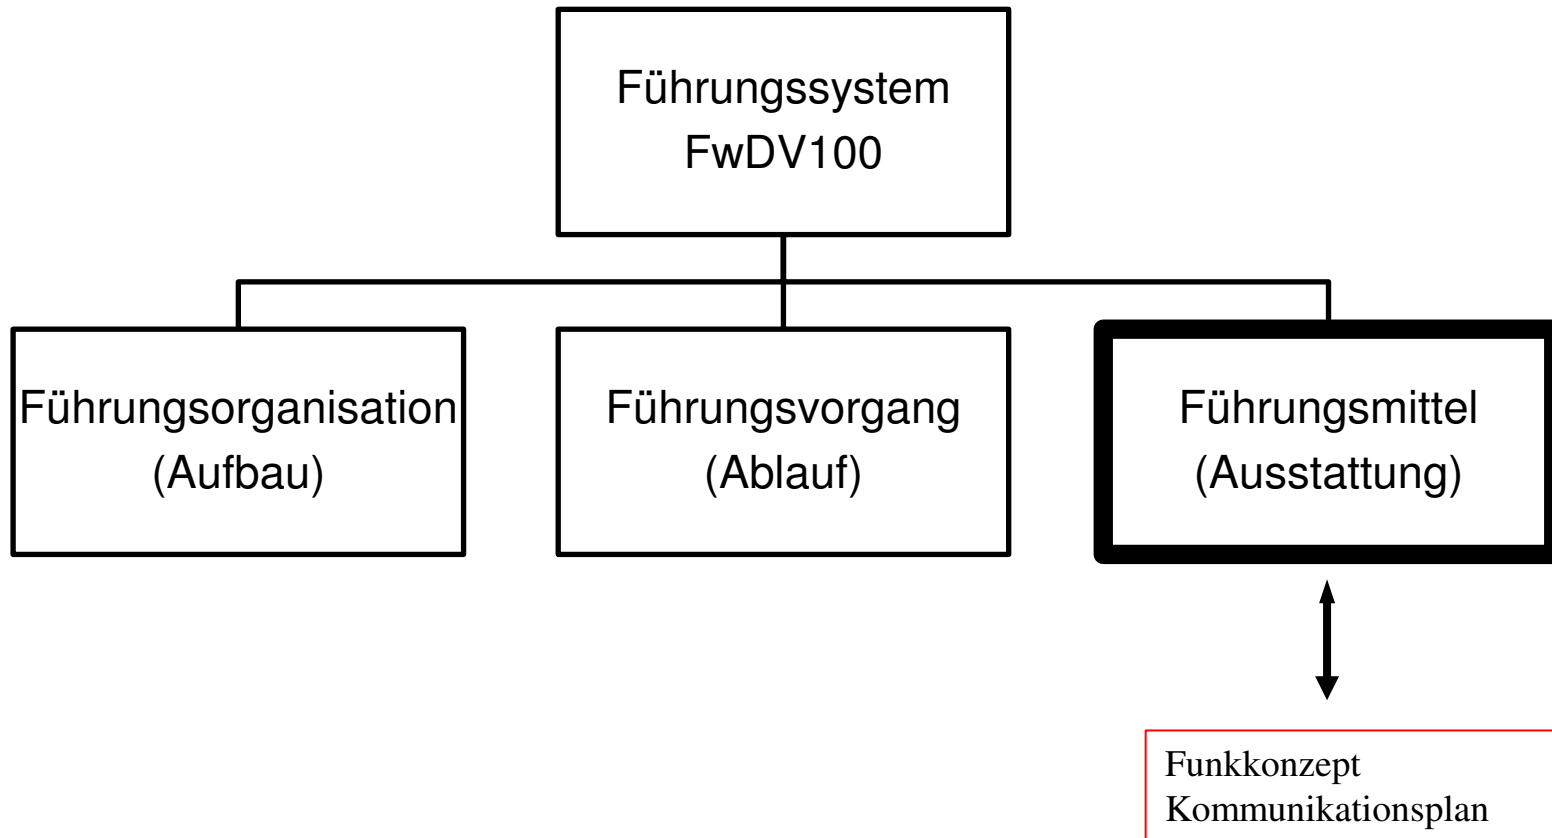 Führungssystem
FwDV100
Führungsorganisation
(Aufbau)
Führungsvorgang
(Ablauf)
Führungsmittel
(Ausstattung)
Funkkonzept
Kommunikationsplan